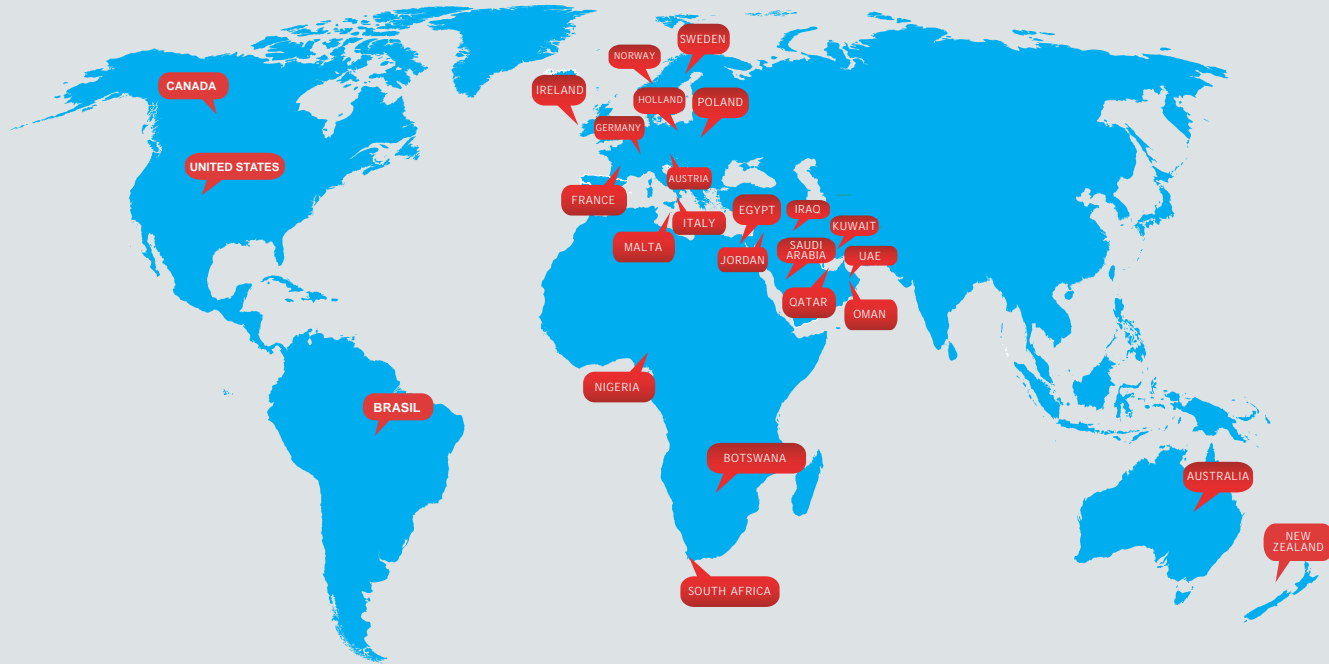 SWEDEN
NORWAY
CANADA
IRELAND
HOLLAND
POLAND
GERMANY
UNITED STATES
AUSTRIA
FRANCE
EGYPT
IRAQ
ITALY
KUWAIT
MALTA
SAUDI
ARABIA
JORDAN
UAE
QATAR
OMAN
NIGERIA
BRASIL
BOTSWANA
AUSTRALIA
NEW
ZEALAND
SOUTH AFRICA